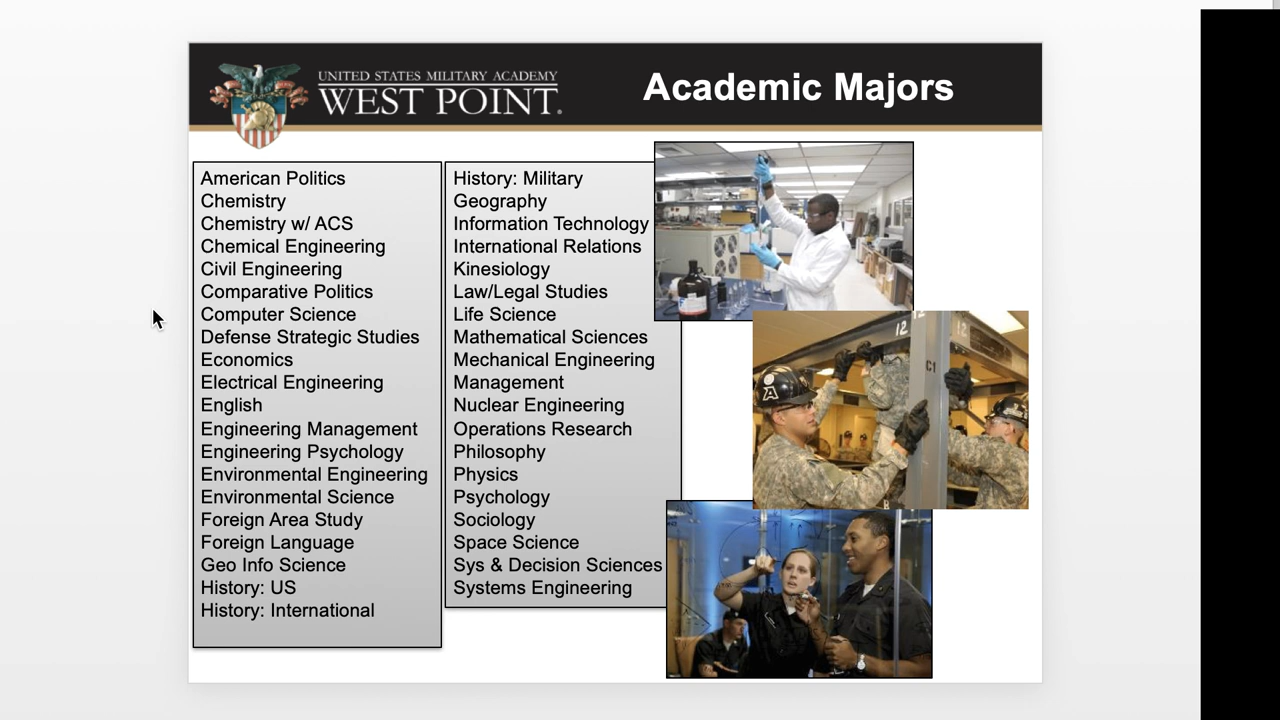 UNITED STATES MILITARY ACADEMY
WEST POINT.
Academic Majors
American Politics
Chemistry
Chemistry w/ ACS
Chemical Engineering
Civil Engineering
Comparative Politics
Computer Science
Defense Strategic Studies
Economics
Electrical Engineering
English
Engineering Management
Engineering Psychology
Environmental Engineering
Environmental Science
Foreign Area Study
Foreign Language
Geo Info Science
History: US
History: International
History: Military
Geography
Information Technology
International Relations
Kinesiology
Law/Legal Studies
Life Science
Mathematical Sciences
Mechanical Engineering
Management
Nuclear Engineering
Operations Research
Philosophy
Physics
Psychology
Sociology
Space Science
Sys & Decision Sciences
Systems Engineering
12
12
C1
A